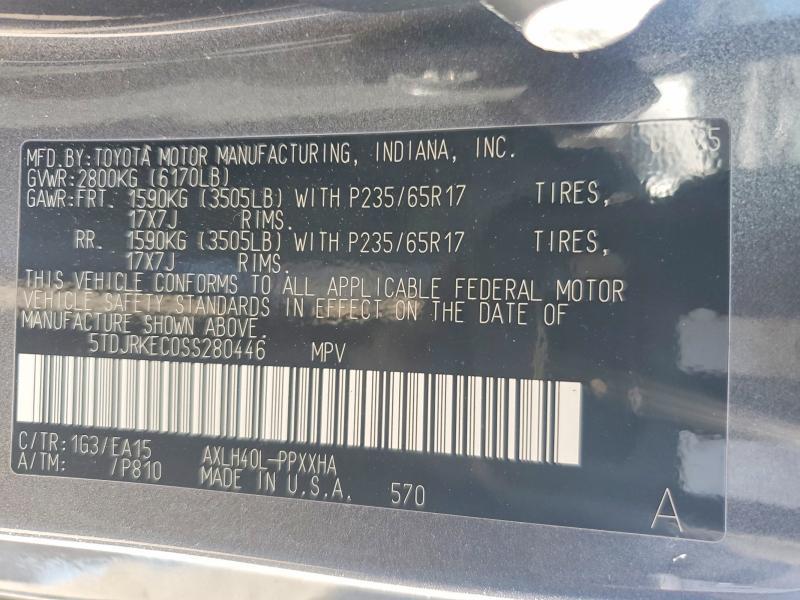 MFD.BY:TOYOTA MOTOR MANUFACTURING, INDIANA, INC.
GVWR:2800KG (6170LB)
GAWR:FRT. 1590KG (3505LB) WITH P235/65R17 TIRES,
17X7J RIMS.
RR. 1590KG (3505LB) WITH P235/65R17 TIRES,
17X7J RIMS.
THIS VEHICLE CONFORMS TO ALL APPLICABLE FEDERAL MOTOR
VEHICLE SAFETY STANDARDS IN EFFECT ON THE DATE OF
MANUFACTURE SHOWN ABOVE.
5TDJRKEC0SS280446 MPV
C/TR: 1G3/EA15 AXLH40L-PPXXHA
A/TM: /P810 MADE IN U.S.A. 570
A